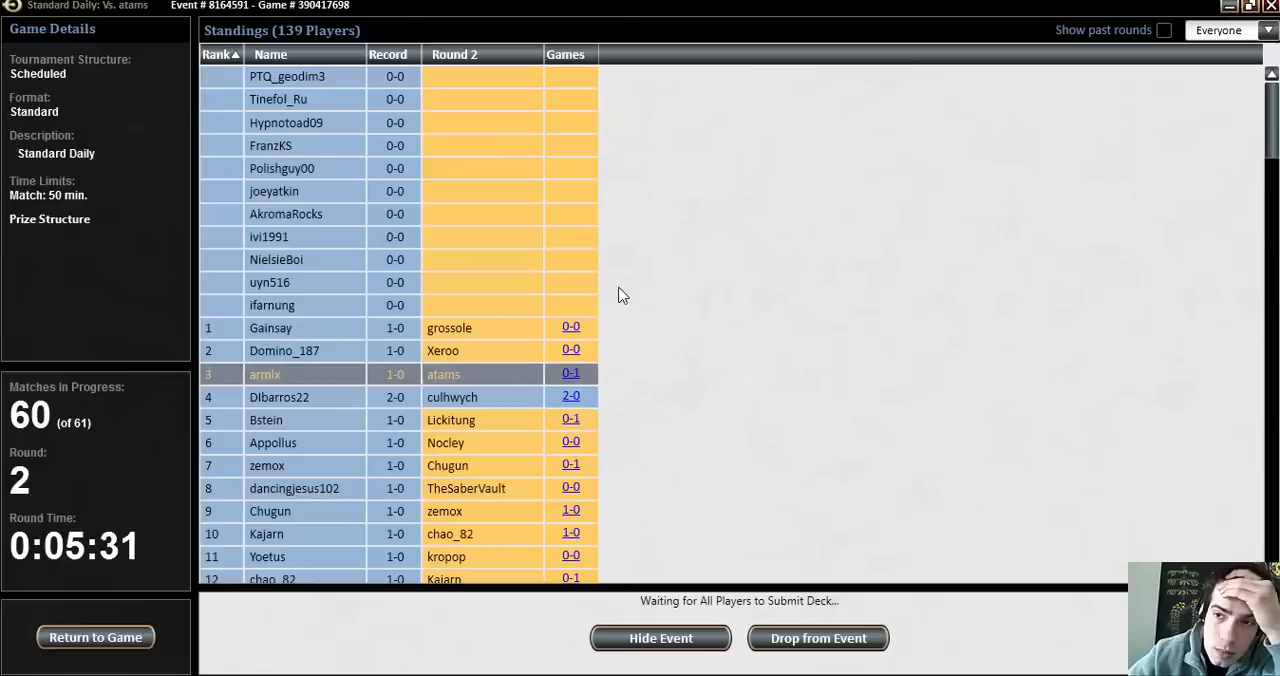 Standard Daily: Vs. atams Event # 8164591 - Game # 390417698
Game Details
Tournament Structure:
Scheduled
Format:
Standard
Description:
Standard Daily
Time Limits:
Match: 50 min.
Prize Structure
Matches In Progress:
60 (of 61)
Round:
2
Round Time:
0:05:31
Return to Game
Standings (139 Players) Show past rounds Everyone
Rank Name Record Round 2 Games
PTQ_geodim3 0-0
Tinefol_Ru 0-0
Hypnotoad09 0-0
FranzKS 0-0
Polishguy00 0-0
joeyatkin 0-0
AkromaRocks 0-0
ivi1991 0-0
NielsieBoi 0-0
uyn516 0-0
ifarnung 0-0
1 Gainsay 1-0 grossole 0-0
2 Domino_187 1-0 Xeroo 0-0
3 armlx 1-0 atams 0-1
4 DIbarros22 2-0 culhwych 2-0
5 Bstein 1-0 Lickitung 0-1
6 Appollus 1-0 Nocley 0-0
7 zemox 1-0 Chugun 0-1
8 dancingjesus102 1-0 TheSaberVault 0-0
9 Chugun 1-0 zemox 1-0
10 Kajarn 1-0 chao_82 1-0
11 Yoetus 1-0 kropop 0-0
12 chao_82 1-0 Kajarn 0-1
Waiting for All Players to Submit Deck...
Hide Event Drop from Event